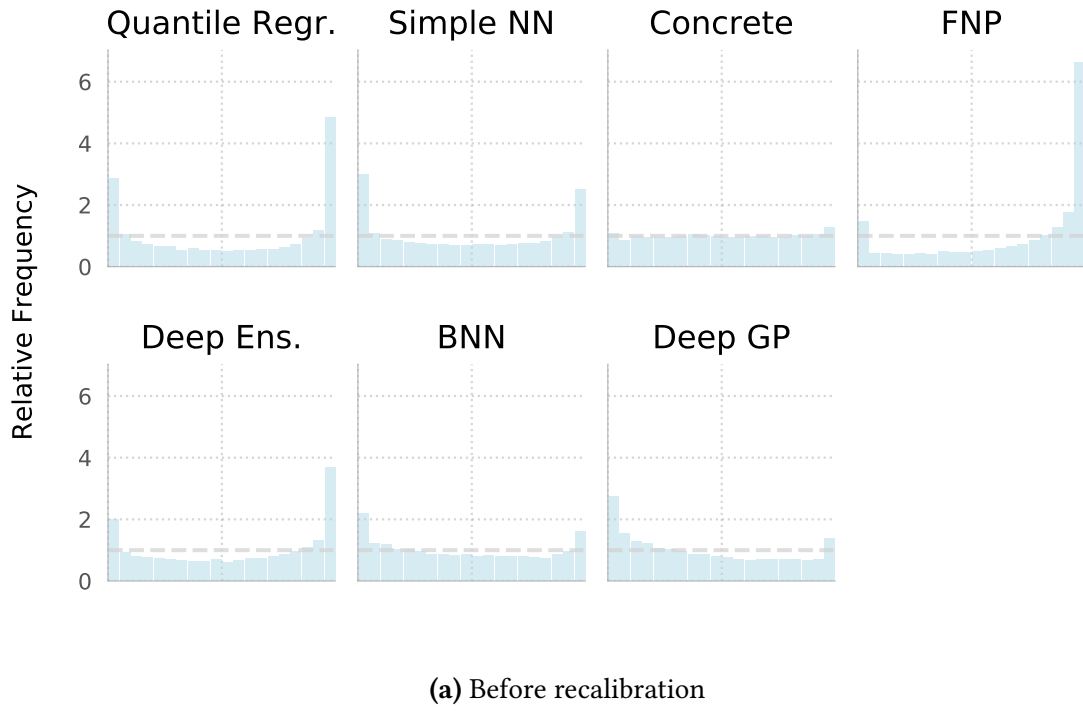 Quantile Regr. Simple NN Concrete FNP
6
4
2
0
Relative Frequency
Deep Ens. BNN Deep GP
6
4
2
0
(a) Before recalibration